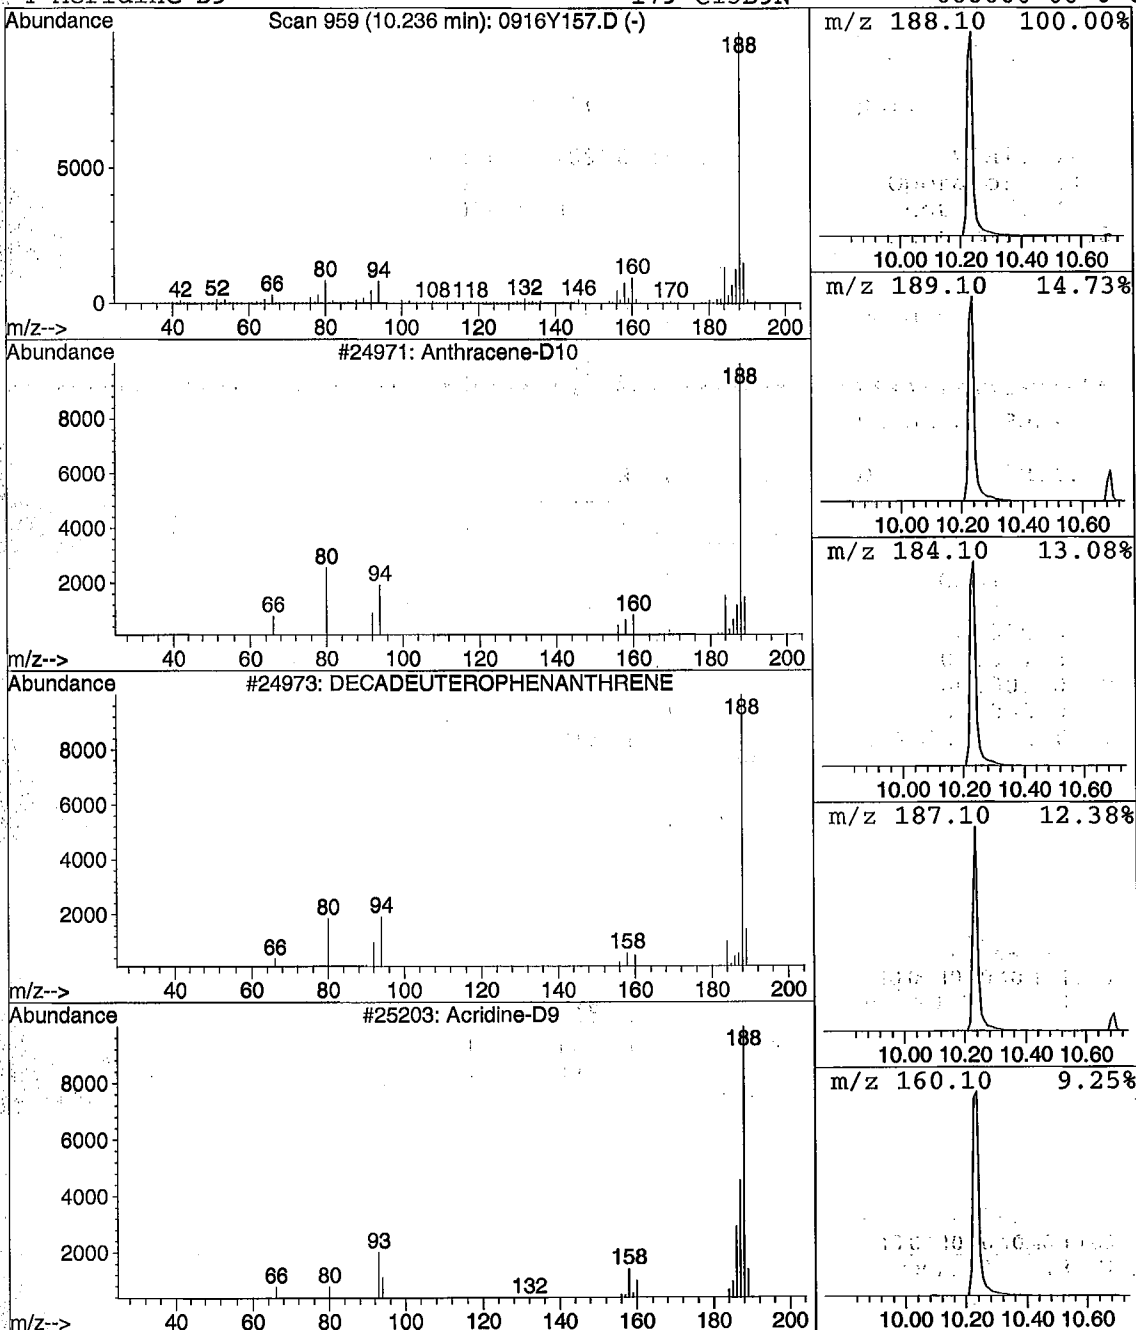 Abundance Scan 959 (10.236 min): 0916Y157.D (-)
188
5000
80 94 160
42 52 66 108 118 132 146 170
0
m/z--> 40 60 80 100 120 140 160 180 200
Abundance #24971: Anthracene-D10
188
8000
6000
4000
2000
80
94
66 160
m/z--> 40 60 80 100 120 140 160 180 200
Abundance #24973: DECADEUTEROPHENANTHRENE
188
8000
6000
4000
2000
80 94
66 158
m/z--> 40 60 80 100 120 140 160 180 200
Abundance #25203: Acridine-D9
188
8000
6000
4000
2000
93
66 80 132 158
m/z--> 40 60 80 100 120 140 160 180 200
m/z 188.10 100.00%
10.00 10.20 10.40 10.60
m/z 189.10 14.73%
10.00 10.20 10.40 10.60
m/z 184.10 13.08%
10.00 10.20 10.40 10.60
m/z 187.10 12.38%
10.00 10.20 10.40 10.60
m/z 160.10 9.25%
10.00 10.20 10.40 10.60